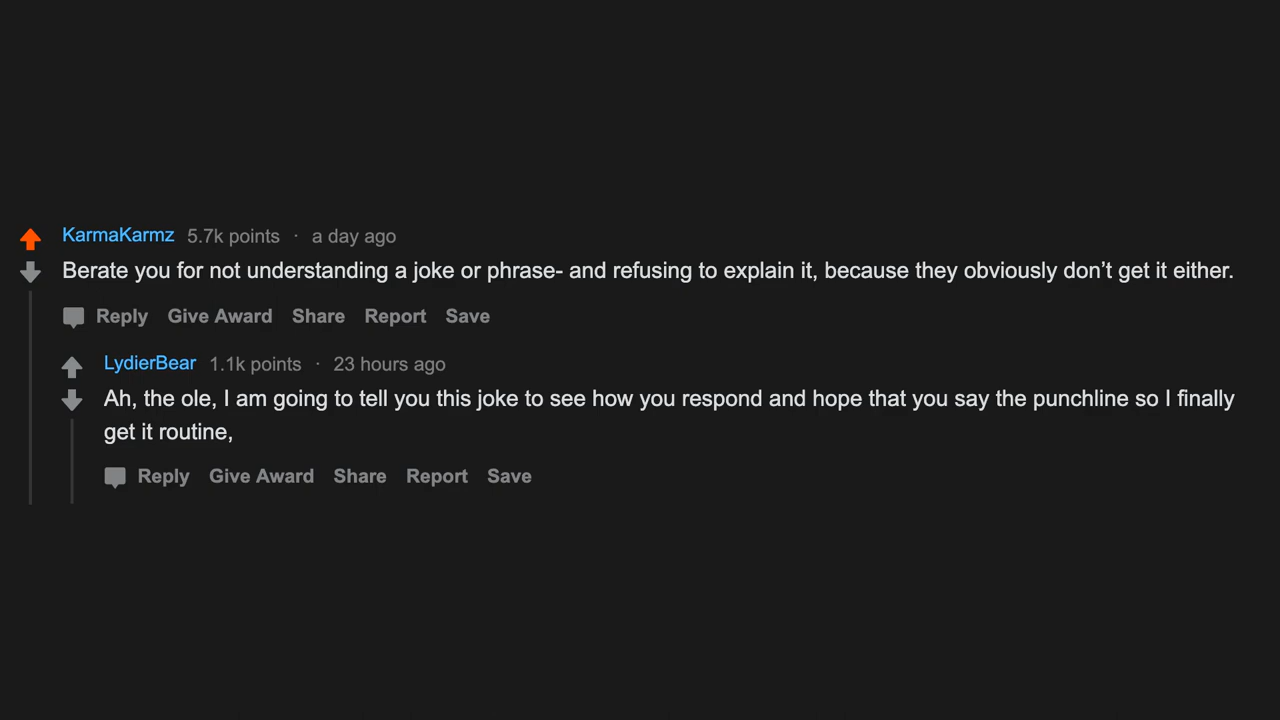 KarmaKarmz 5.7k points · a day ago
Berate you for not understanding a joke or phrase- and refusing to explain it, because they obviously don’t get it either.
Reply Give Award Share Report Save
LydierBear 1.1k points · 23 hours ago
Ah, the ole, I am going to tell you this joke to see how you respond and hope that you say the punchline so I finally
get it routine,
Reply Give Award Share Report Save